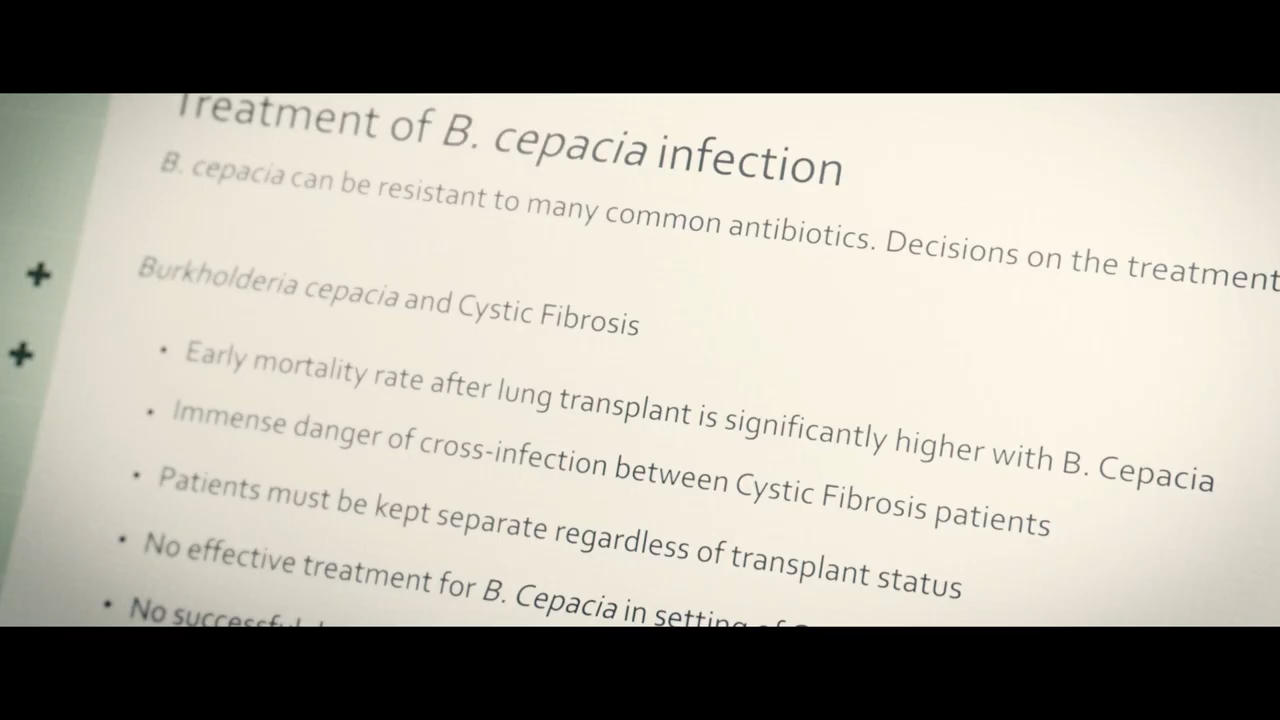 Treatment of B. cepacia infection
B. cepacia can be resistant to many common antibiotics. Decisions on the treatment
Burkholderia cepacia and Cystic Fibrosis
• Early mortality rate after lung transplant is significantly higher with B. Cepacia
• Immense danger of cross-infection between Cystic Fibrosis patients
• Patients must be kept separate regardless of transplant status
• No effective treatment for B. Cepacia in setting of
• No successful